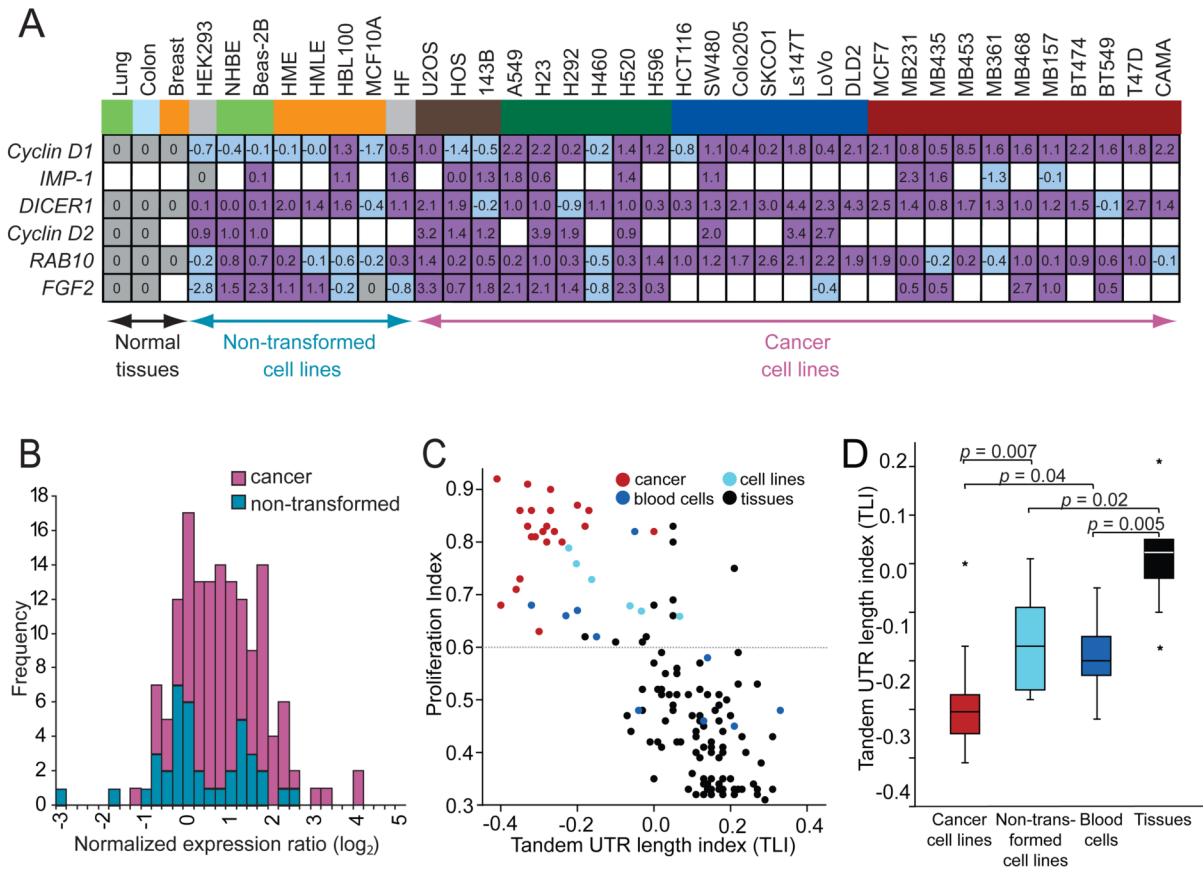 A
Lung Colon Breast HEK293 NHBE Beas-2B HME HMLE HBL100 MCF10A HF U2OS HOS 143B A549 H23 H292 H460 H520 H596 HCT116 SW480 Colo205 SKCO1 Ls147T LoVo DLD2 MCF7 MB231 MB435 MB453 MB361 MB468 MB157 BT474 BT549 T47D CAMA
Cyclin D1 0 0 0 -0.7 -0.4 -0.1 -0.1 -0.0 1.3 -1.7 0.5 1.0 -1.4 -0.5 2.2 2.2 0.2 -0.2 1.4 1.2 -0.8 1.1 0.4 0.2 1.8 0.4 2.1 2.1 0.8 0.5 8.5 1.6 1.6 1.1 2.2 1.6 1.8 2.2
IMP-1 0 0.1 1.1 1.6 0.0 1.3 1.8 0.6 1.4 1.1 2.3 1.6 -1.3 -0.1
DICER1 0 0 0 0.1 0.0 0.1 2.0 1.4 1.6 -0.4 1.1 2.1 1.9 -0.2 1.0 1.0 -0.9 1.1 1.0 0.3 0.3 1.3 2.1 3.0 4.4 2.3 4.3 2.5 1.4 0.8 1.7 1.3 1.0 1.2 1.5 -0.1 2.7 1.4
Cyclin D2 0 0 0.9 1.0 1.0 3.2 1.4 1.2 3.9 1.9 0.9 2.0 3.4 2.7
RAB10 0 0 0 -0.2 0.8 0.7 0.2 -0.1 -0.6 -0.2 0.3 1.4 0.2 0.5 0.2 1.0 0.3 -0.5 0.4 0.3 1.0 1.2 1.7 2.6 2.1 2.2 1.9 1.9 0.0 -0.2 0.3 -0.4 1.1 0.2 0.9 0.6 1.0 -0.1
FGF2 0 0 -2.8 1.5 2.3 1.1 1.1 -0.2 0 -0.8 3.3 0.7 1.8 2.1 2.1 1.4 -0.8 2.3 0.3 -0.4 0.5 0.5 2.7 1.0 0.5
Normal tissues
Non-transformed cell lines
Cancer cell lines
B
cancer
non-transformed
Frequency
18
16
14
12
10
8
6
4
2
0
-3 -2 -1 0 1 2 3 4 5
Normalized expression ratio (log2)
C
cancer
cell lines
blood cells
tissues
Proliferation Index
0.9
0.8
0.7
0.6
0.5
0.4
0.3
-0.4 -0.2 0.0 0.2 0.4
Tandem UTR length index (TLI)
D
p = 0.007
p = 0.04
p = 0.02
p = 0.005
* * *
*
Tandem UTR length index (TLI)
0.2
0.1
0.0
-0.1
-0.2
-0.3
-0.4
Cancer cell lines
Non-trans-formed cell lines
Blood cells
Tissues